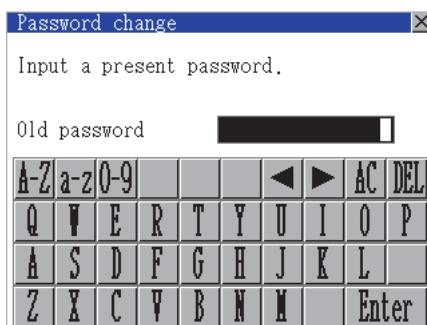 Password change
Input a present password.
Old password
A-Z a-z 0-9 ◀ ▶ AC DEL
Q W E R T Y U I O P
A S D F G H J K L
Z X C V B N M Enter